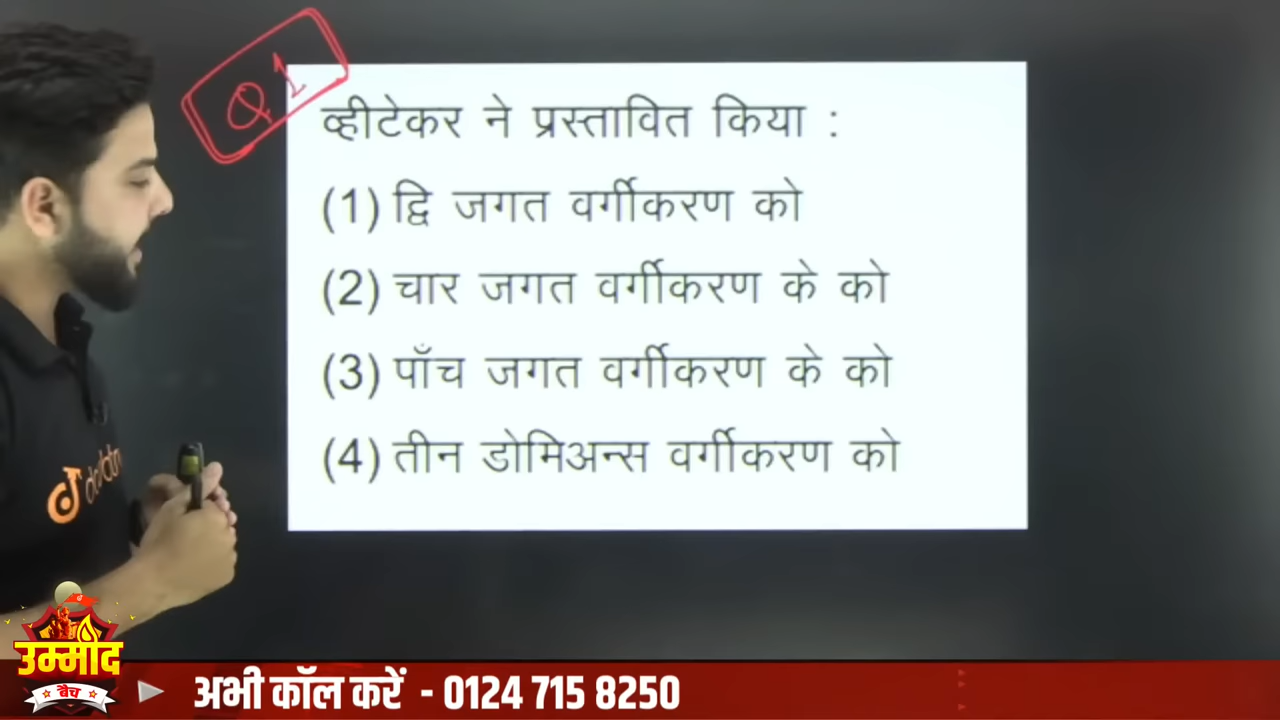 Q1
व्हीटेकर ने प्रस्तावित किया :
(1) द्वि जगत वर्गीकरण को
(2) चार जगत वर्गीकरण के को
(3) पाँच जगत वर्गीकरण के को
(4) तीन डोमिअन्स वर्गीकरण को
उम्मीद
बैच
अभी कॉल करें - 0124 715 8250